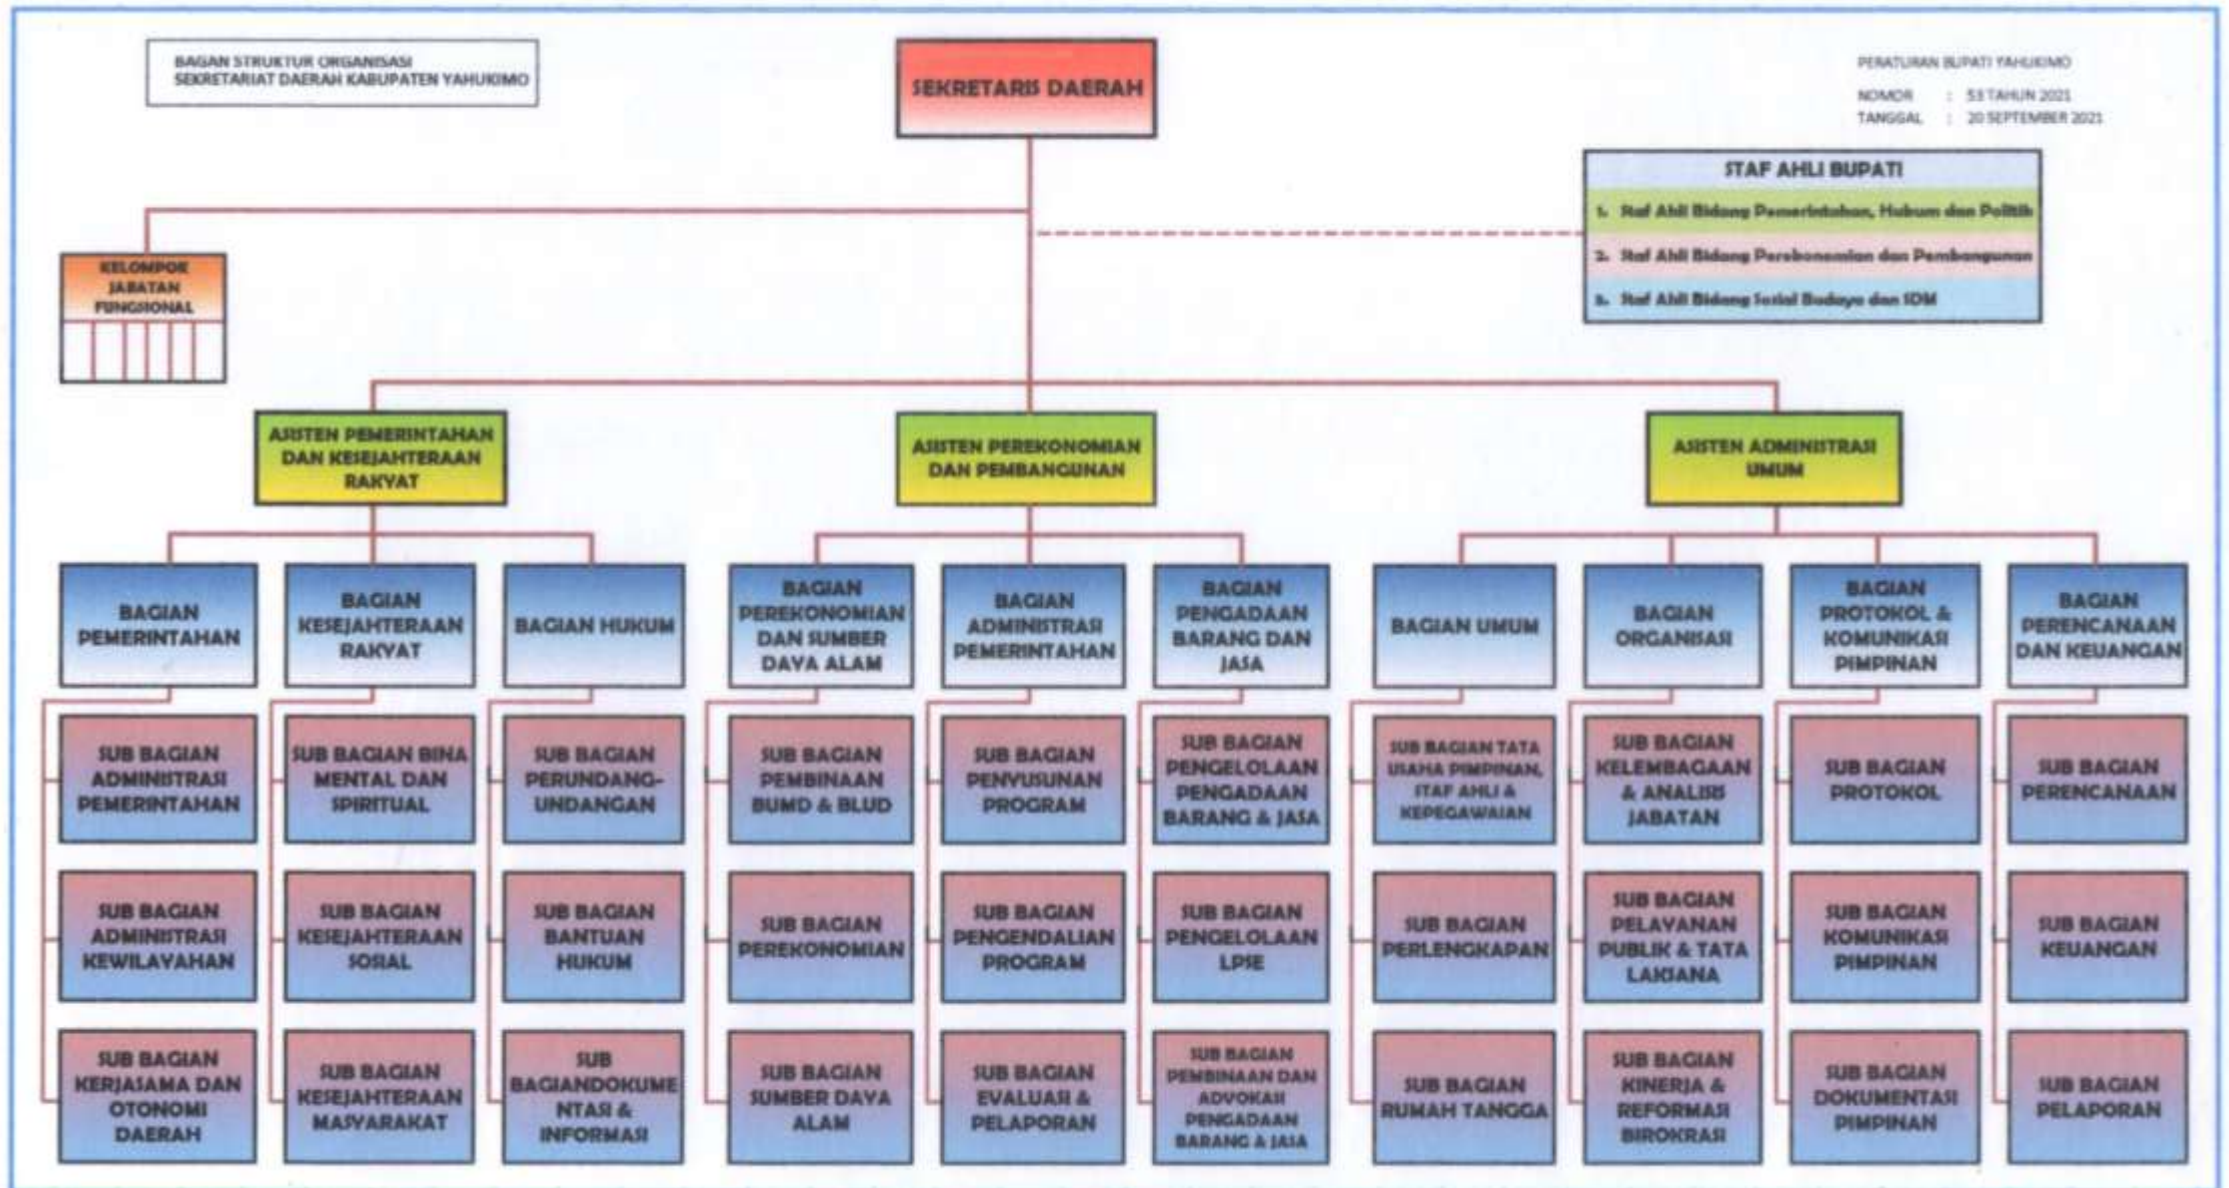 BAGAN STRUKTUR ORGANISASI
SEKRETARIAT DAERAH KABUPATEN YAHUKIMO
SEKRETARIS DAERAH
PERATURAN BUPATI YAHUKIMO
NOMOR : 53 TAHUN 2021
TANGGAL : 20 SEPTEMBER 2021
STAF AHLI BUPATI
1. Staf Ahli Bidang Pemerintahan, Hukum dan Politik
2. Staf Ahli Bidang Perekonomian dan Pembangunan
3. Staf Ahli Bidang Sosial Budaya dan SDM
KELOMPOK
JABATAN
FUNGSIONAL
ASISTEN PEMERINTAHAN
DAN KESEJAHTERAAN
RAKYAT
ASISTEN PEREKONOMIAN
DAN PEMBANGUNAN
ASISTEN ADMINISTRASI
UMUM
BAGIAN
PEMERINTAHAN
BAGIAN
KESEJAHTERAAN
RAKYAT
BAGIAN HUKUM
BAGIAN
PEREKONOMIAN
DAN SUMBER
DAYA ALAM
BAGIAN
ADMINISTRASI
PEMERINTAHAN
BAGIAN
PENGADAAN
BARANG DAN
JASA
BAGIAN UMUM
BAGIAN
ORGANISASI
BAGIAN
PROTOKOL &
KOMUNIKASI
PIMPINAN
BAGIAN
PERENCANAAN
DAN KEUANGAN
SUB BAGIAN
ADMINISTRASI
PEMERINTAHAN
SUB BAGIAN BINA
MENTAL DAN
SPIRITUAL
SUB BAGIAN
PERUNDANG-
UNDANGAN
SUB BAGIAN
PEMBINAAN
BUMD & BLUD
SUB BAGIAN
PENYUSUNAN
PROGRAM
SUB BAGIAN
PENGELOLAAN
PENGADAAN
BARANG & JASA
SUB BAGIAN TATA
USAHA PIMPINAN,
STAF AHLI &
KEPEGAWAIAN
SUB BAGIAN
KELEMBAGAAN
& ANALISIS
JABATAN
SUB BAGIAN
PROTOKOL
SUB BAGIAN
PERENCANAAN
SUB BAGIAN
ADMINISTRASI
KEWILAYAHAN
SUB BAGIAN
KESEJAHTERAAN
SOSIAL
SUB BAGIAN
BANTUAN
HUKUM
SUB BAGIAN
PEREKONOMIAN
SUB BAGIAN
PENGENDALIAN
PROGRAM
SUB BAGIAN
PENGELOLAAN
LPSE
SUB BAGIAN
PERLENGKAPAN
SUB BAGIAN
PELAYANAN
PUBLIK & TATA
LAKSANA
SUB BAGIAN
KOMUNIKASI
PIMPINAN
SUB BAGIAN
KEUANGAN
SUB BAGIAN
KERJASAMA DAN
OTONOMI
DAERAH
SUB BAGIAN
KESEJAHTERAAN
MASYARAKAT
SUB
BAGIANDOKUME
NTASI &
INFORMASI
SUB BAGIAN
SUMBER DAYA
ALAM
SUB BAGIAN
EVALUASI &
PELAPORAN
SUB BAGIAN
PEMBINAAN DAN
ADVOKASI
PENGADAAN
BARANG & JASA
SUB BAGIAN
RUMAH TANGGA
SUB BAGIAN
KINERJA &
REFORMASI
BIROKRASI
SUB BAGIAN
DOKUMENTASI
PIMPINAN
SUB BAGIAN
PELAPORAN